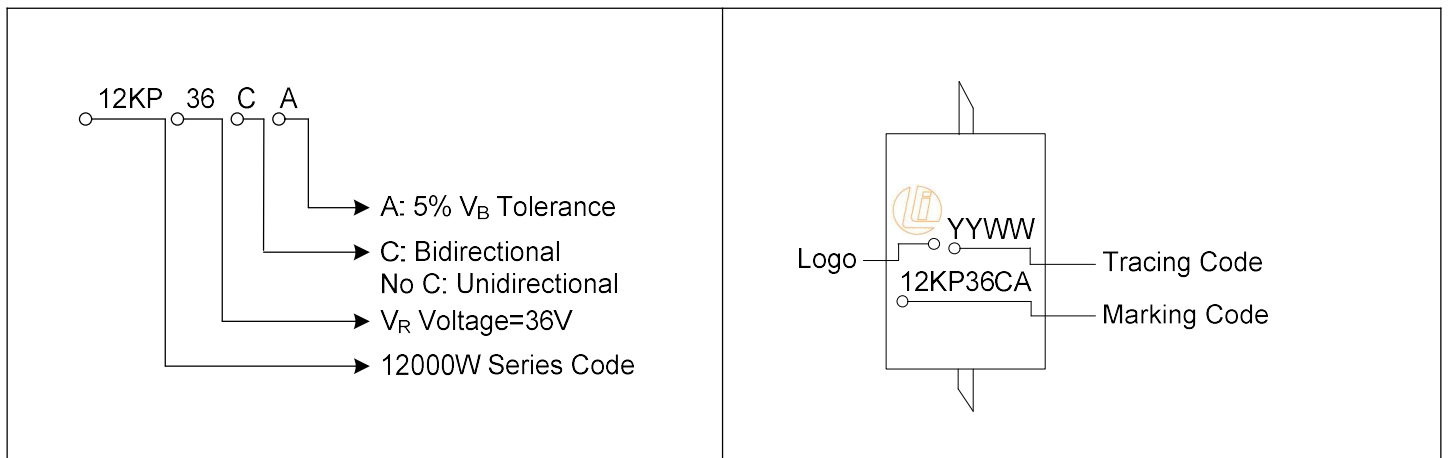 12KP 36 C A
A: 5% VB Tolerance
C: Bidirectional
No C: Unidirectional
VR Voltage=36V
12000W Series Code
YYWW
Logo
Tracing Code
12KP36CA
Marking Code